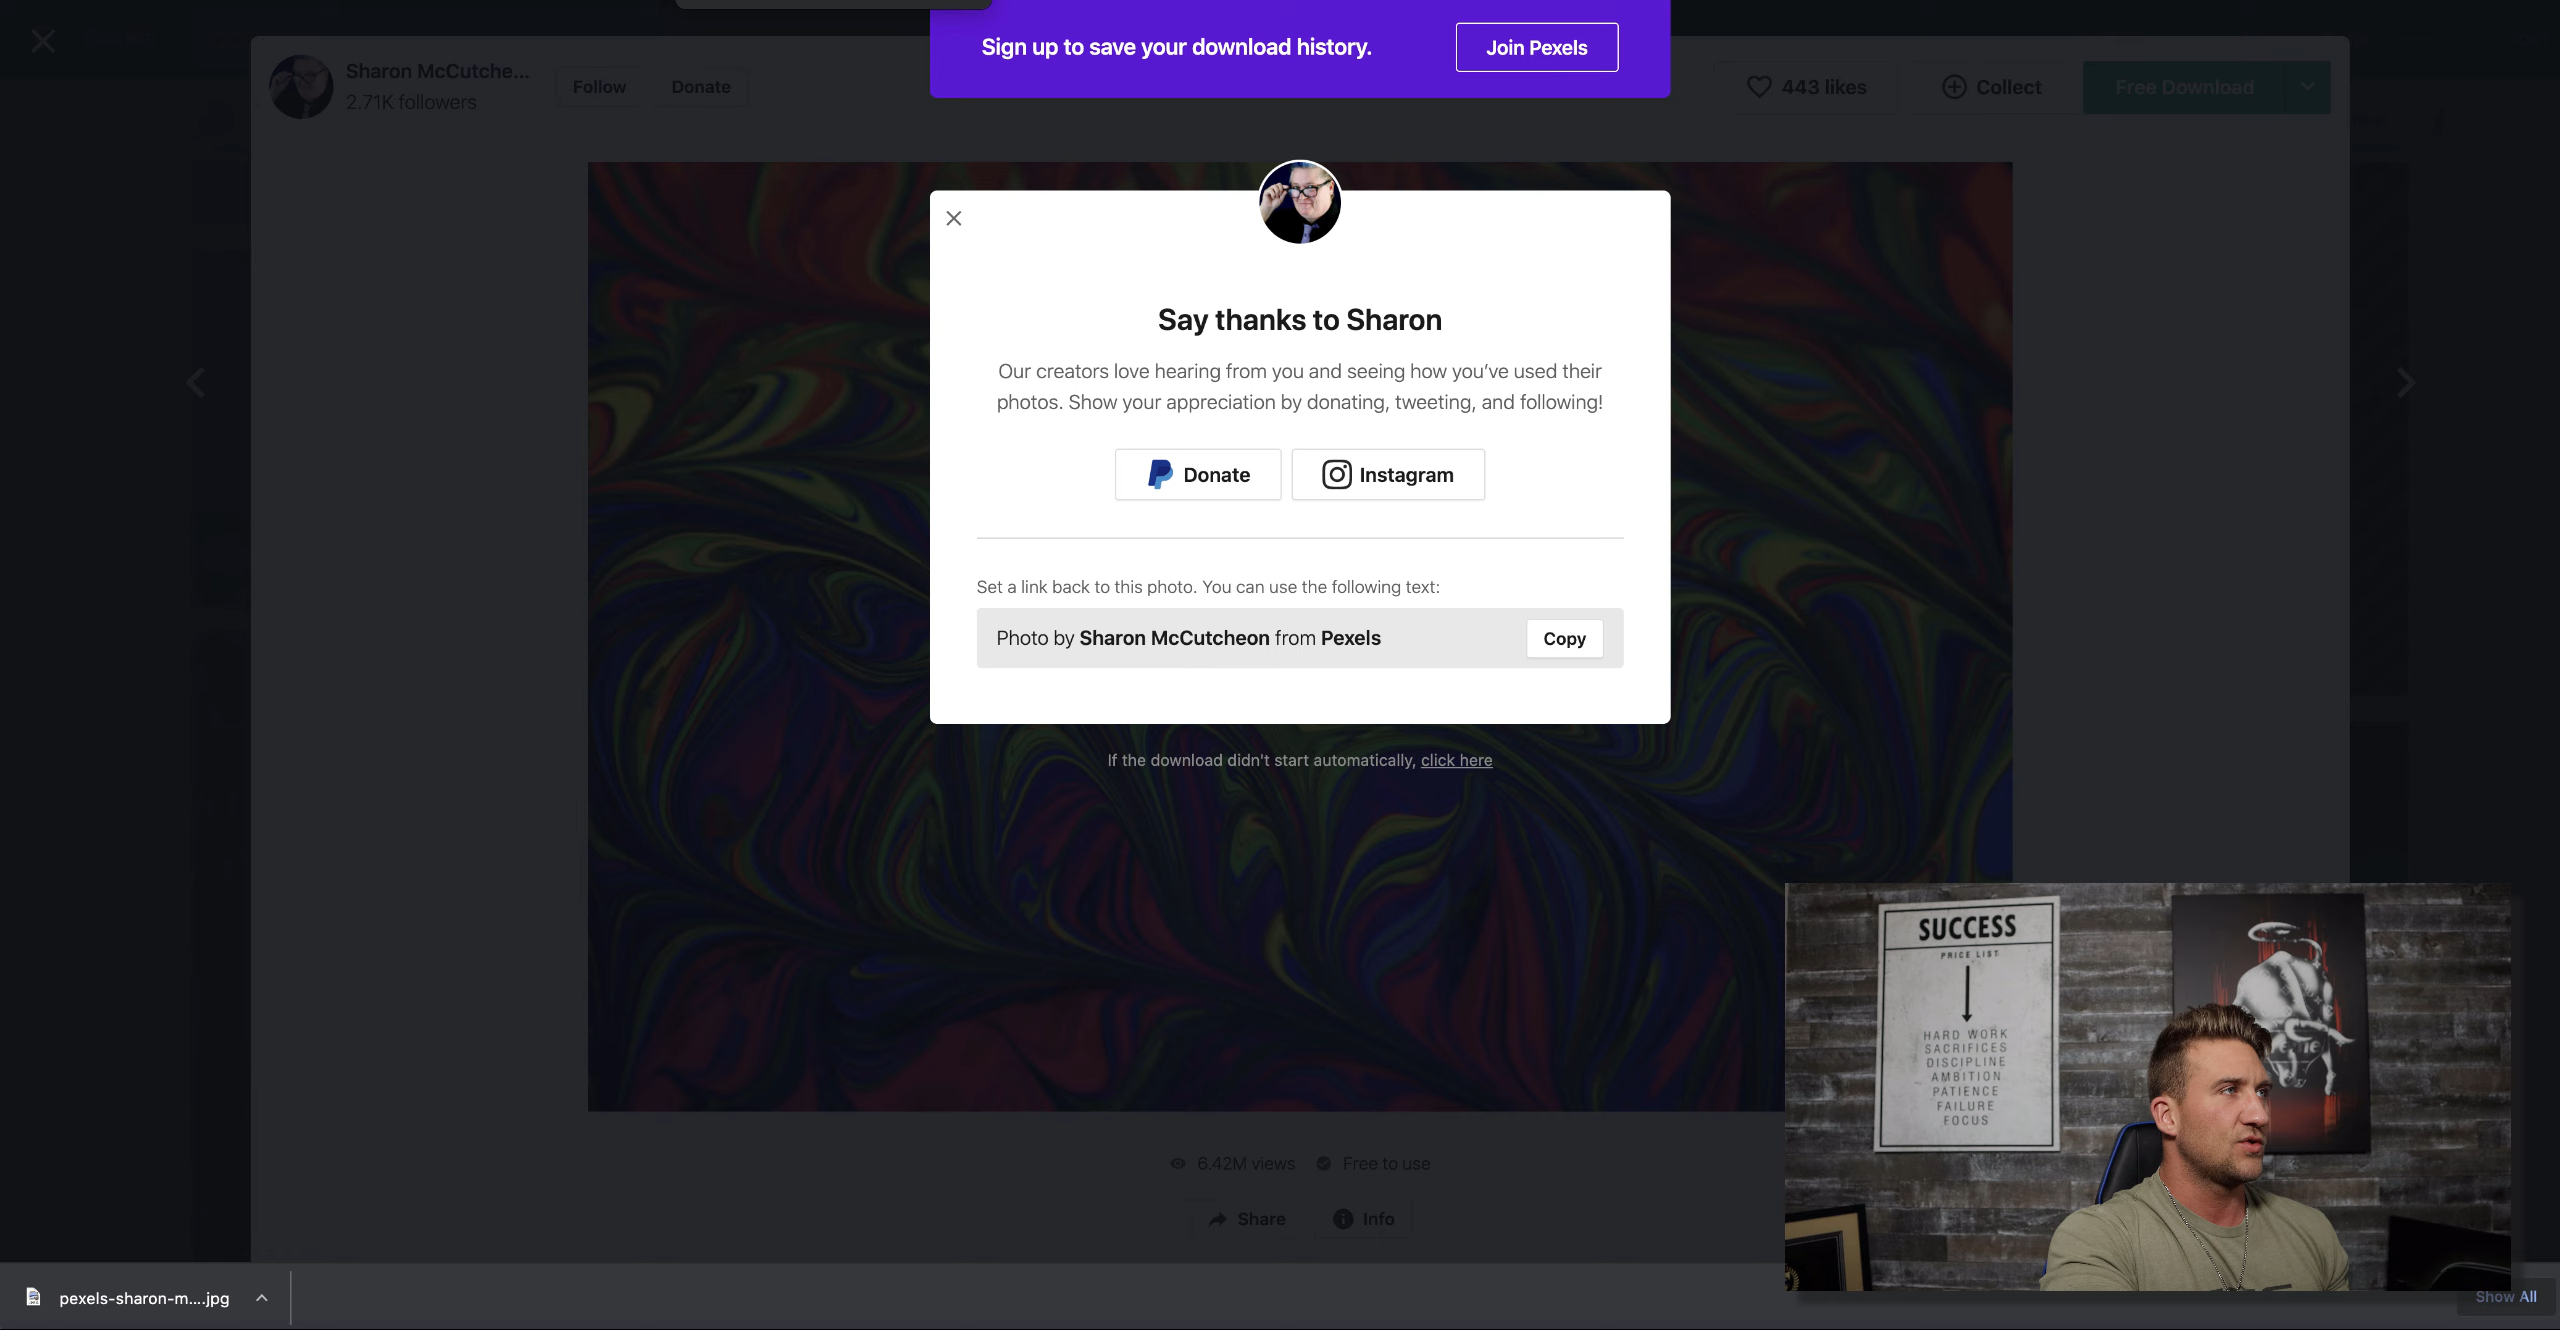 Sign up to save your download history.
Join Pexels
Sharon McCutche...
2.71K followers
Follow
Donate
443 likes
Collect
Free Download
Say thanks to Sharon
Our creators love hearing from you and seeing how you've used their
photos. Show your appreciation by donating, tweeting, and following!
Donate
Instagram
Set a link back to this photo. You can use the following text:
Photo by Sharon McCutcheon from Pexels
Copy
If the download didn't start automatically, click here
6.42M views
Free to use
Share
Info
SUCCESS
PRICE LIST
HARD WORK
SACRIFICES
DISCIPLINE
AMBITION
PATIENCE
FAILURE
FOCUS
pexels-sharon-m....jpg
Show All